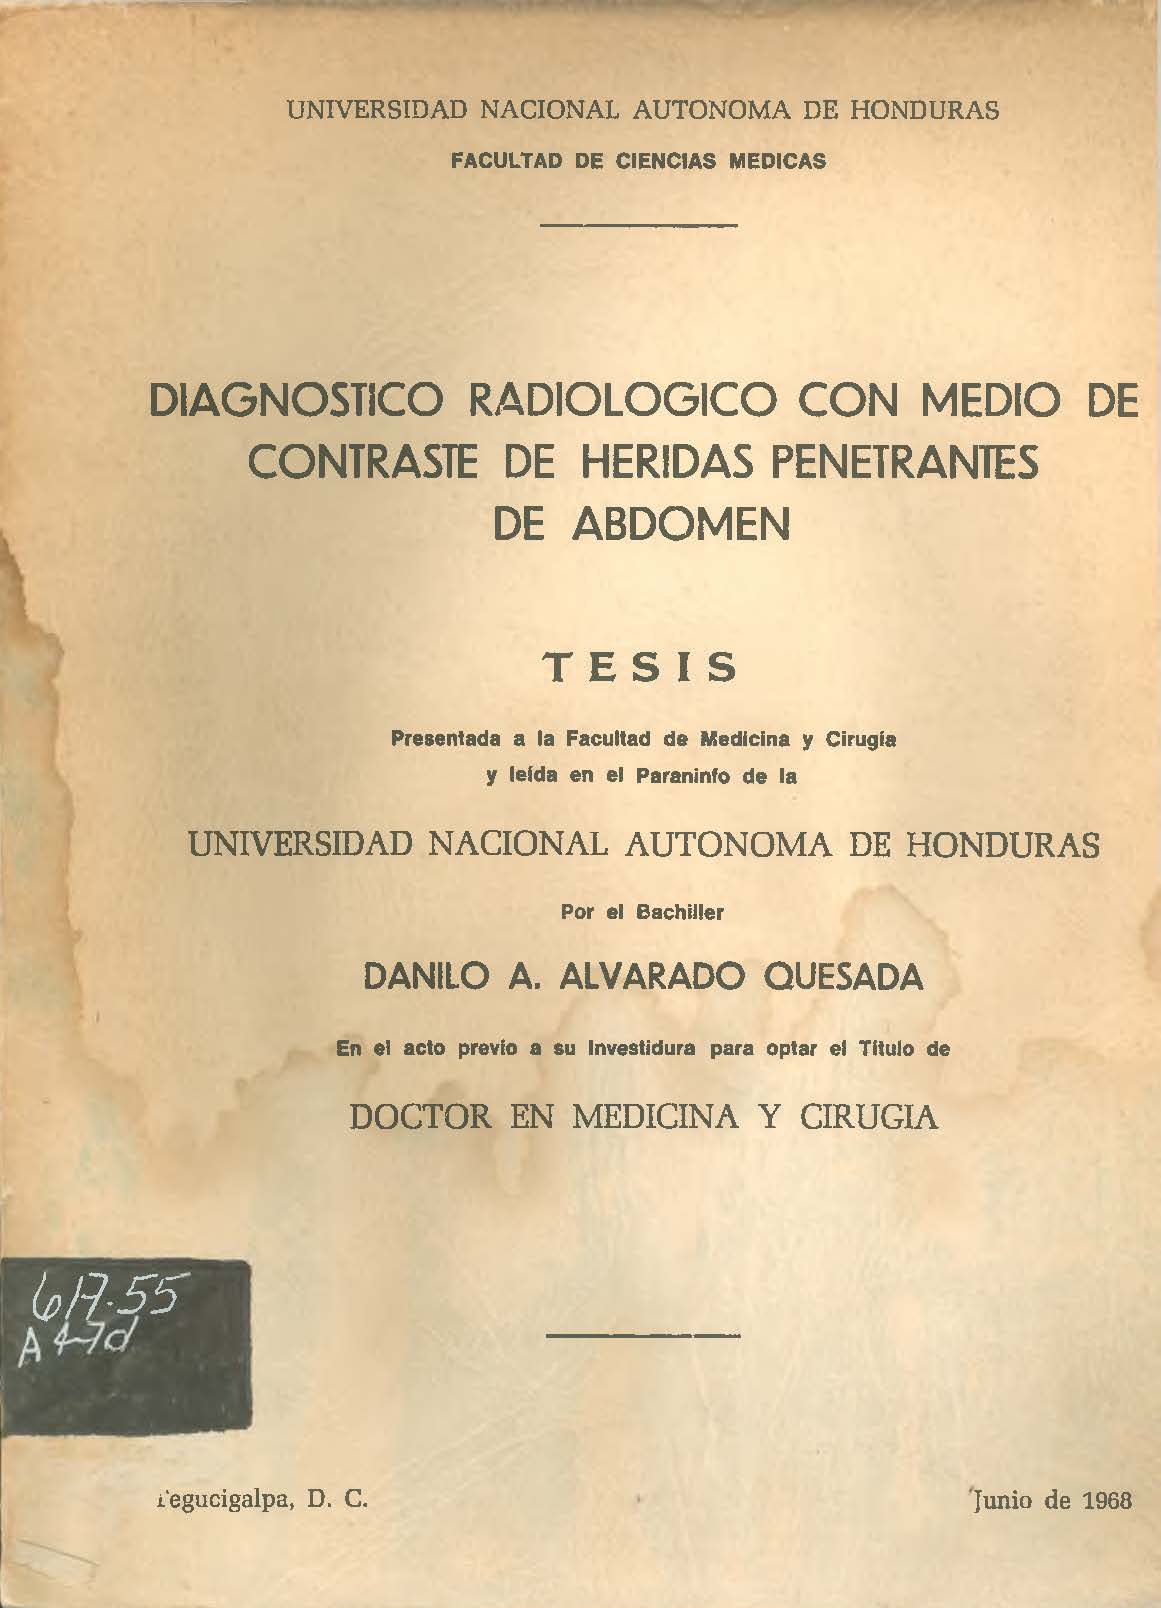 UNIVERSIDAD NACIONAL AUTONOMA DE HONDURAS
FACULTAD DE CIENCIAS MEDICAS
DIAGNOSTICO RADIOLOGICO CON MEDIO DE
CONTRASTE DE HERIDAS PENETRANTES
DE ABDOMEN
TESIS
Presentada a la Facultad de Medicina y Cirugía
y leída en el Paraninfo de la
UNIVERSIDAD NACIONAL AUTONOMA DE HONDURAS
Por el Bachiller
DANILO A. ALVARADO QUESADA
En el acto previo a su Investidura para optar el Título de
DOCTOR EN MEDICINA Y CIRUGIA
617.55
A47d
Tegucigalpa, D. C.
Junio de 1968